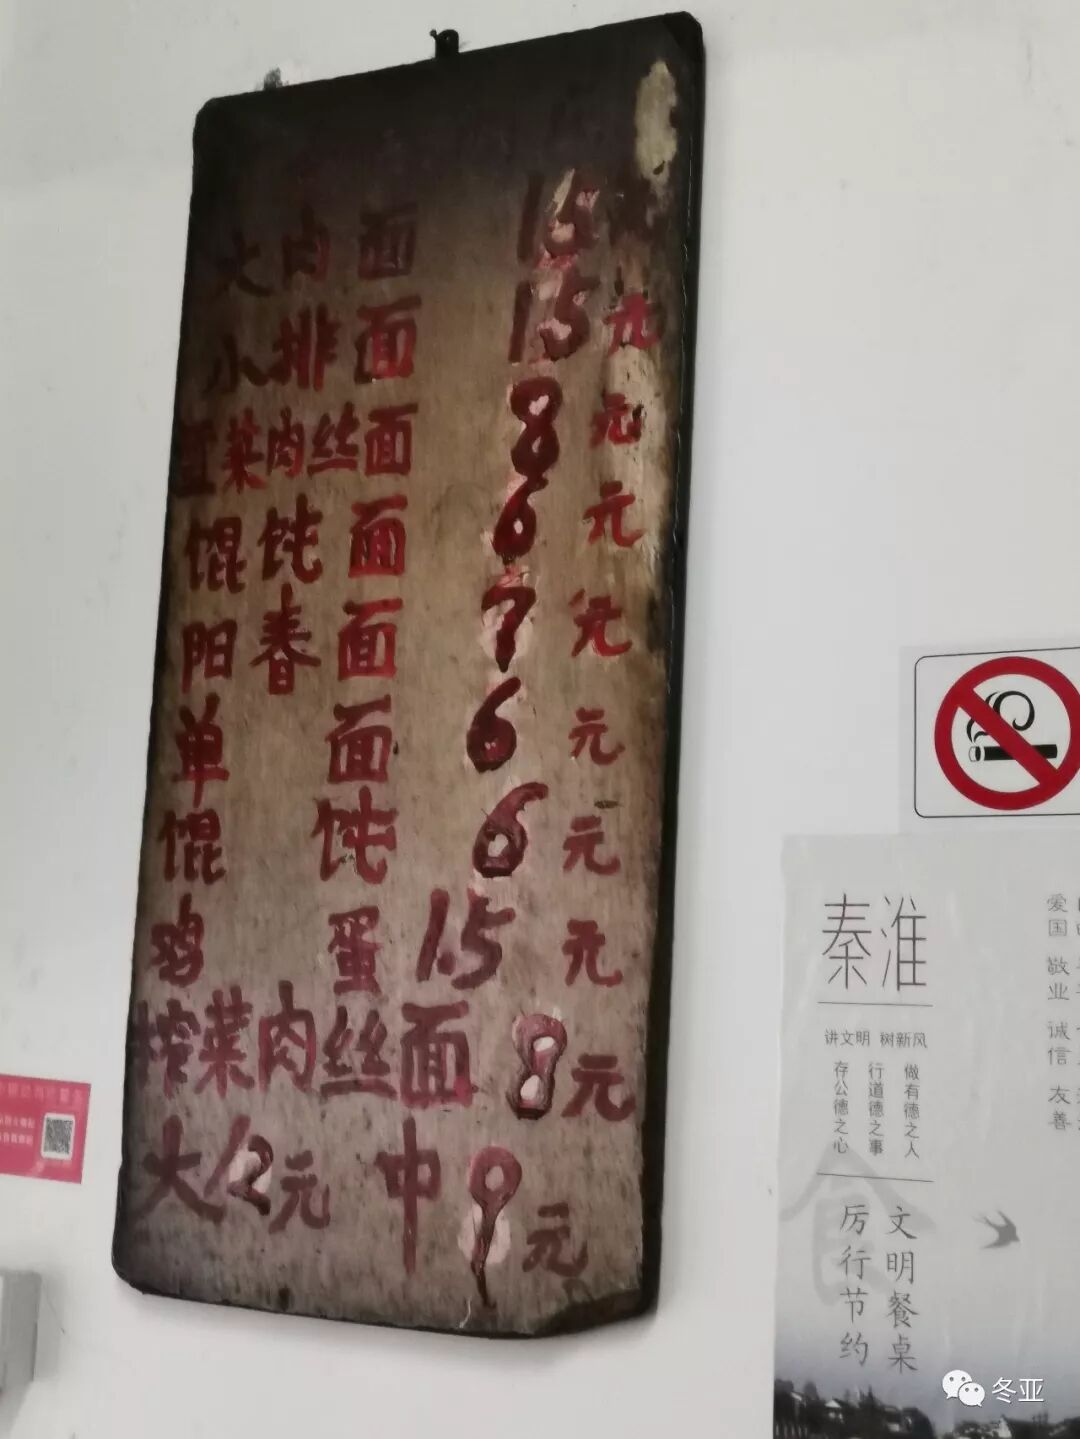 大肉面 15
小排面 15元
菜肉丝面 8元
馄饨面 6元
阳春面 7元
单面 6元
馄饨 6元
鸡蛋 1.5元
榨菜肉丝面 8元
大12元 中9元
秦淮
讲文明 树新风
做有德之人
行道德之事
存公德之心
食
文明餐桌
厉行节约
爱国 敬业 诚信 友善
冬亚